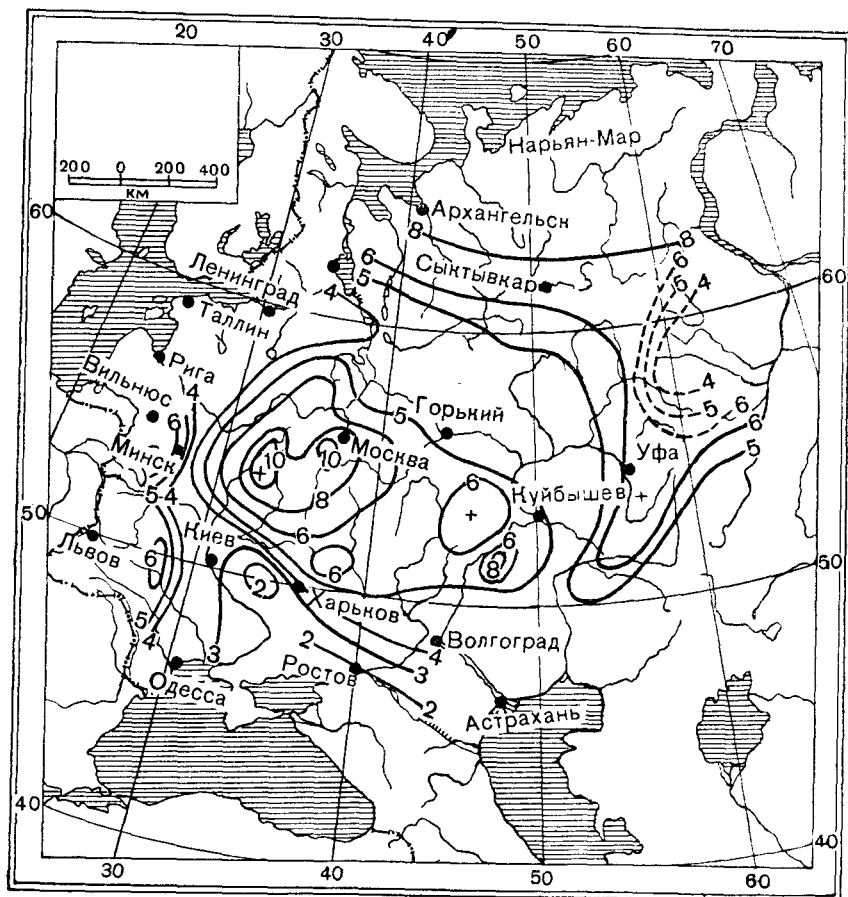 20 30 40 50 60 70
200 0 200 400
км
Нарьян-Мар
60
Архангельск
8 8
6 6
5 Сыктывкар 6
4 4
60
Ленинград
Таллин
Рига
Вильнюс
4
6
Минск
5 4
5 Горький
4
5 6
10 10 Москва
8
6
5
Уфа
6 Куйбышев
50
Львов
Киев
6 6
6
8
2
50
Харьков
5
4
3
2 4
3
2
Волгоград
Ростов
Одесса
Астрахань
40
40
30 40 50 60